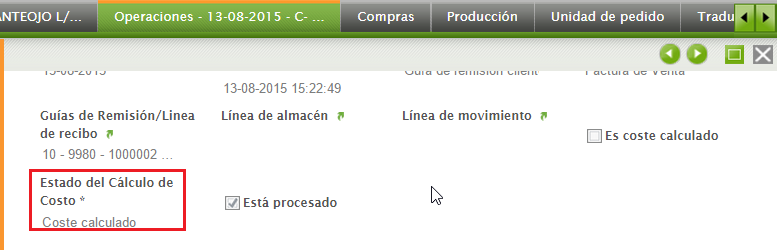 ANTEOJO L/... Operaciones - 13-08-2015 - C- ... Compras Producción Unidad de pedido Tradu
13-08-2015 13-08-2015 15:22:49 Guía de remisión client Factura de Venta
Guías de Remisión/Linea Línea de almacén Línea de movimiento
de recibo Es coste calculado
10 - 9980 - 1000002 ...
Estado del Cálculo de
Costo * Está procesado
Coste calculado